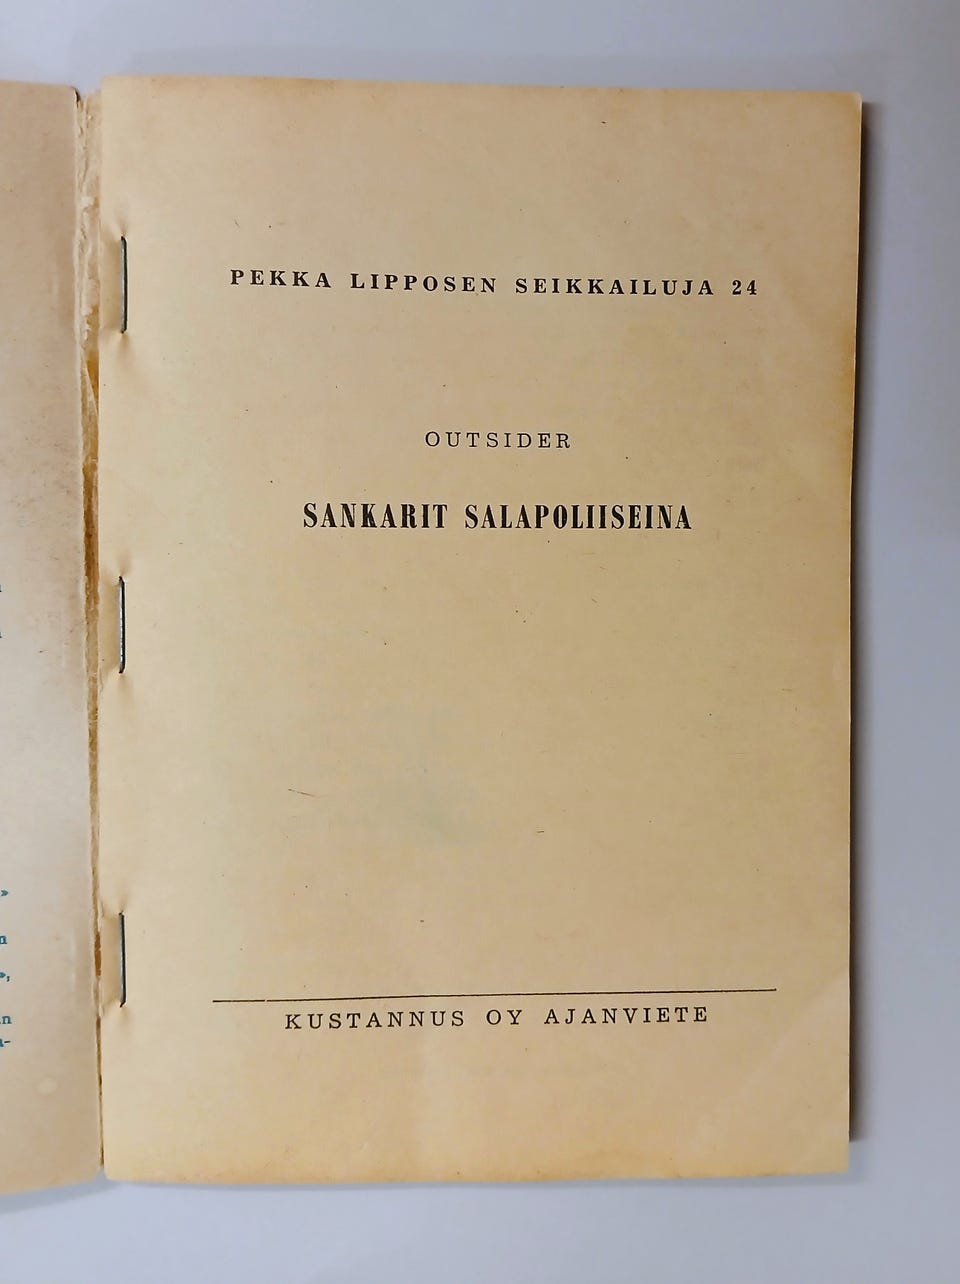 PEKKA LIPPOSEN SEIKKAILUJA 24
OUTSIDER
SANKARIT SALAPOLIISEINA
KUSTANNUS OY AJANVIETE